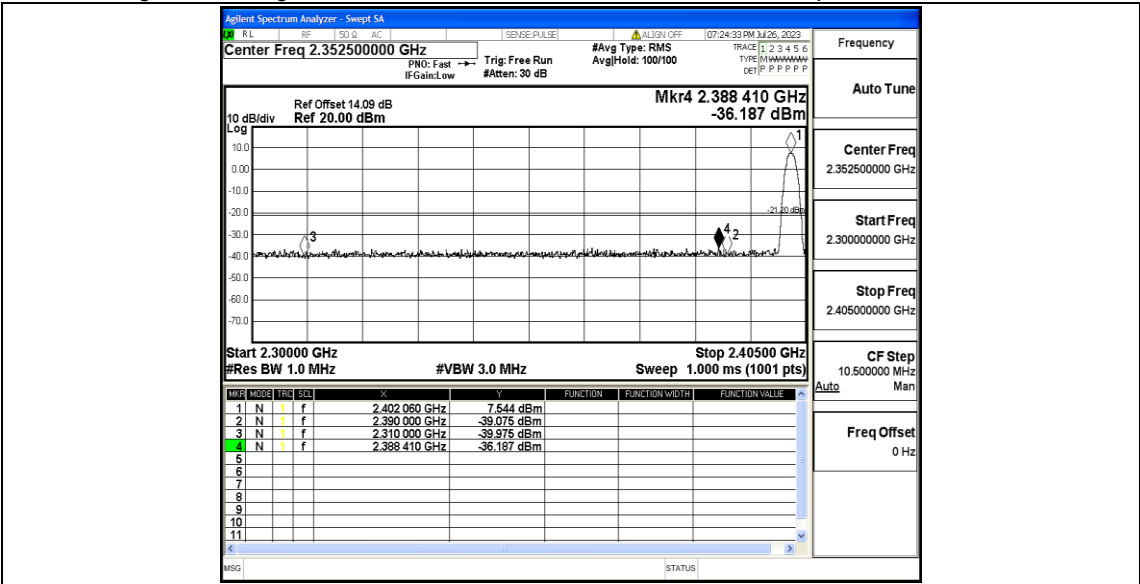 Agilent Spectrum Analyzer - Swept SA
RL RF 50 Ω AC SENSE:PULSE ALIGN OFF 07:24:33 PM Jul 26, 2023
Center Freq 2.352500000 GHz #Avg Type: RMS TRACE 1 2 3 4 5 6
PNO: Fast Trig: Free Run Avg|Hold: 100/100 TYPE
IFGain:Low #Atten: 30 dB DET P P P P P P
Mkr4 2.388 410 GHz
-36.187 dBm
Ref Offset 14.09 dB
10 dB/div Ref 20.00 dBm
Log
10.0
0.00
-10.0
-20.0
-30.0
-40.0
-50.0
-60.0
-70.0
1
-21.20 dBm
4
2
3
Start 2.30000 GHz Stop 2.40500 GHz
#Res BW 1.0 MHz #VBW 3.0 MHz Sweep 1.000 ms (1001 pts)
MKR MODE TRC SCL X Y FUNCTION FUNCTION WIDTH FUNCTION VALUE
1 N 1 f 2.402 060 GHz 7.544 dBm
2 N 1 f 2.390 000 GHz -39.075 dBm
3 N 1 f 2.310 000 GHz -39.975 dBm
4 N 1 f 2.388 410 GHz -36.187 dBm
5
6
7
8
9
10
11
MSG STATUS
Frequency
Auto Tune
Center Freq
2.352500000 GHz
Start Freq
2.300000000 GHz
Stop Freq
2.405000000 GHz
CF Step
10.500000 MHz
Auto Man
Freq Offset
0 Hz